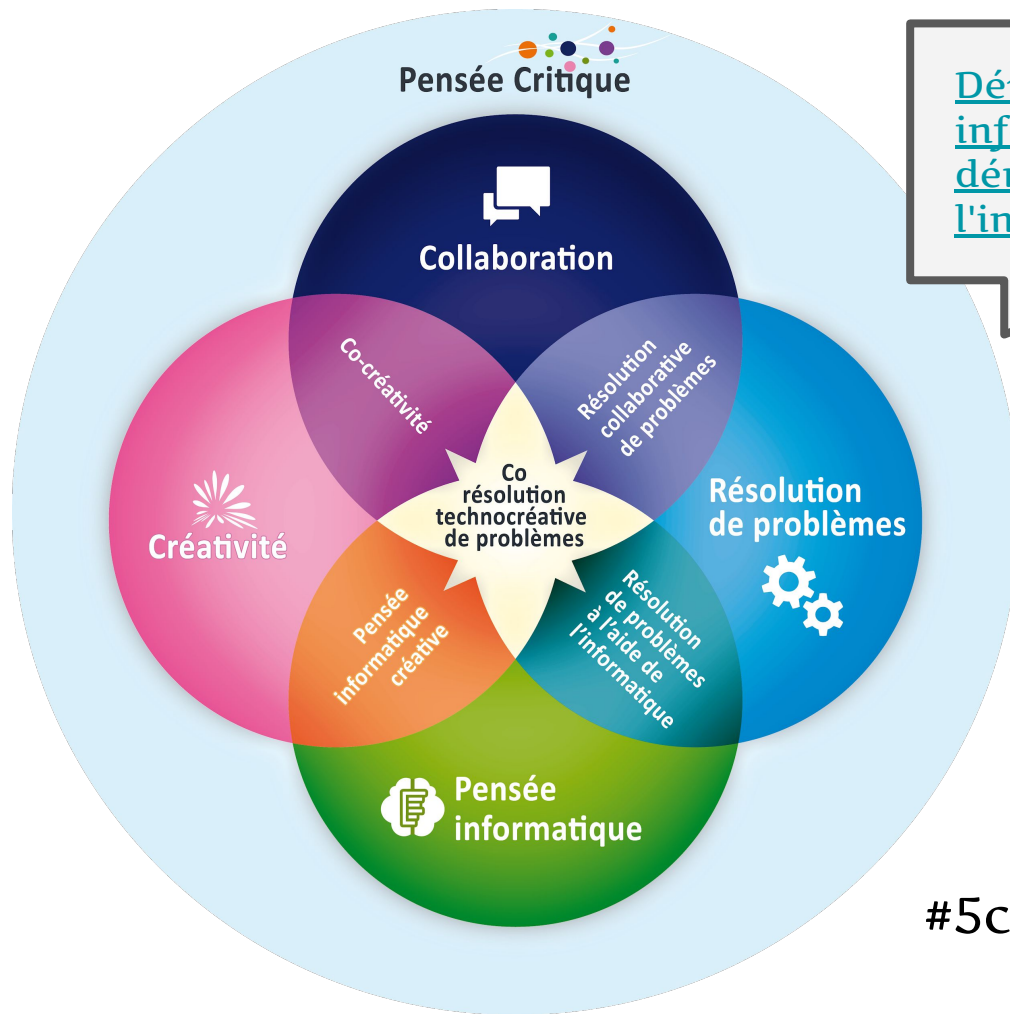 Pensée Critique
Collaboration
Co-créativité
Résolution
collaborative
de problèmes
Co
résolution
technocréative
de problèmes
Créativité
Résolution
de problèmes
Pensée
informatique
créative
Résolution
de problèmes
à l'aide de
l'informatique
Pensée
informatique
#5c